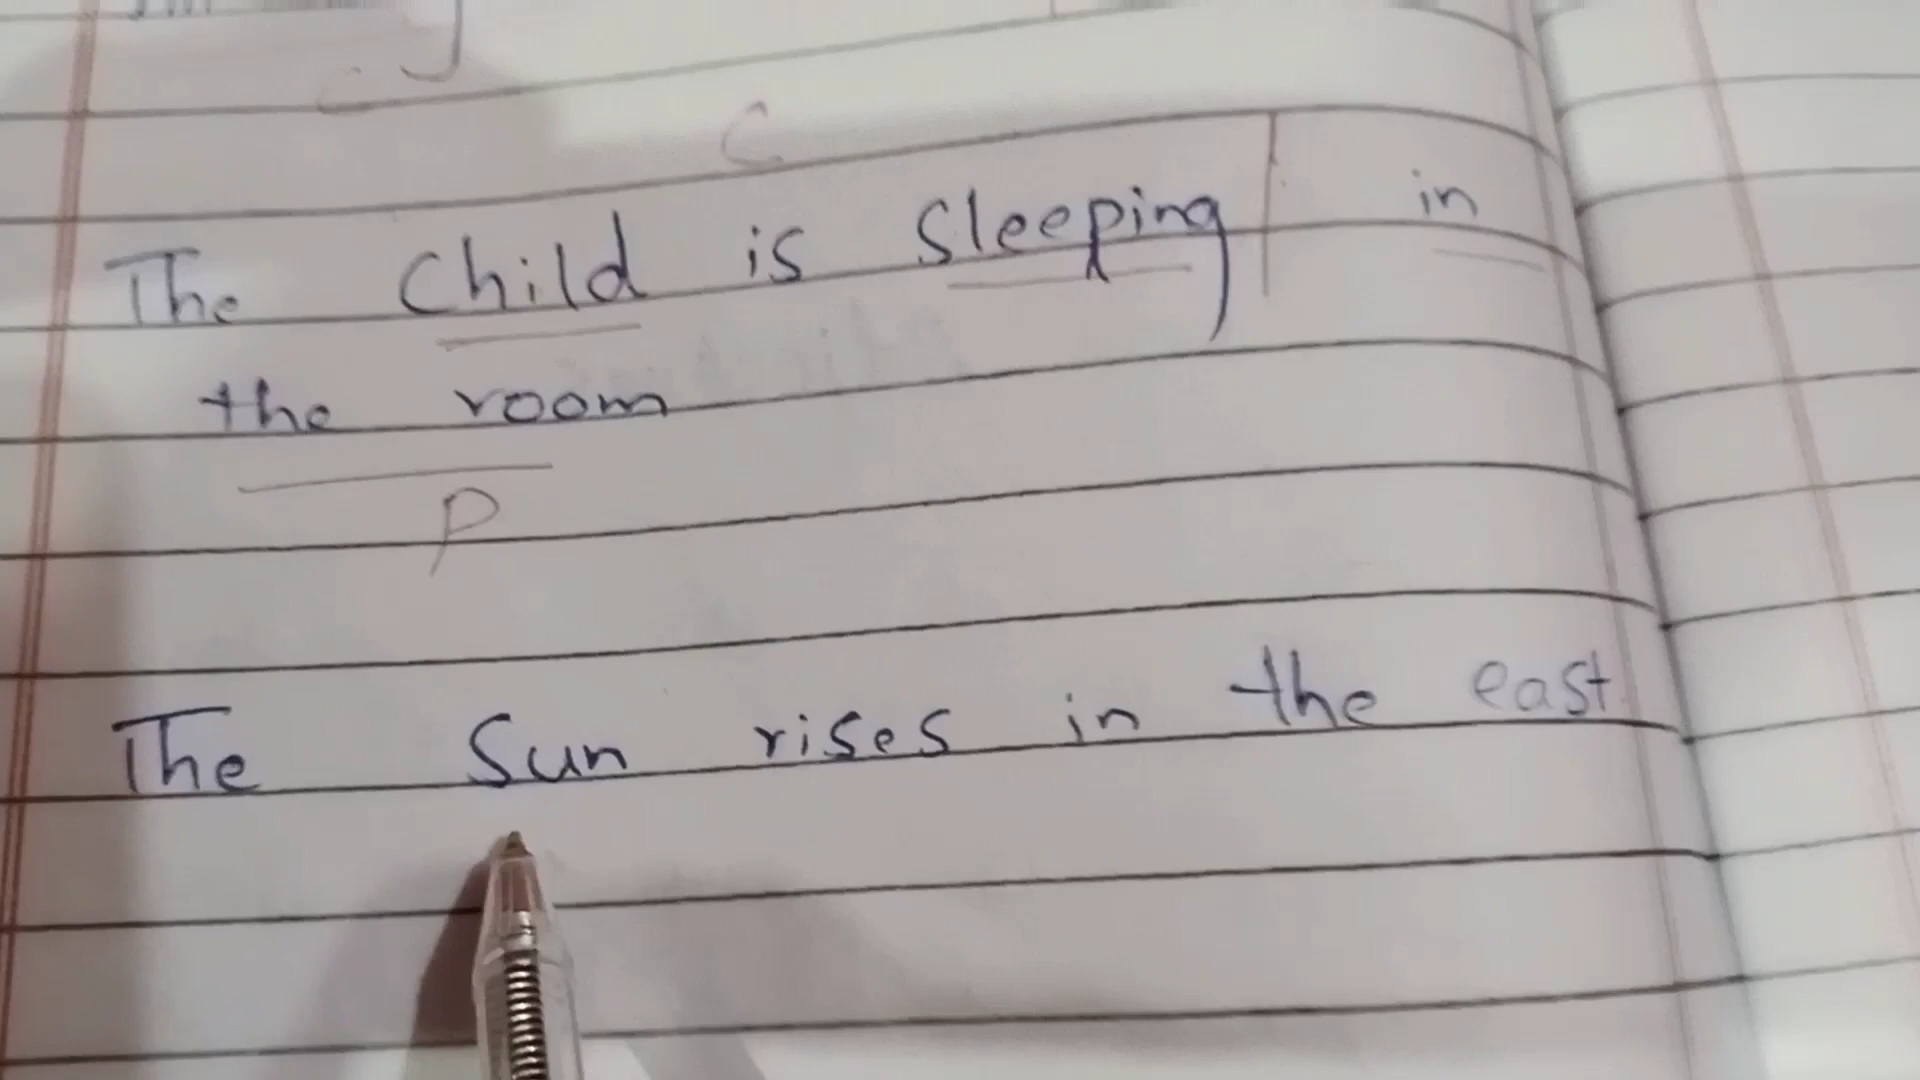 C
The Child is Sleeping in
the room
P
The Sun rises in the east.